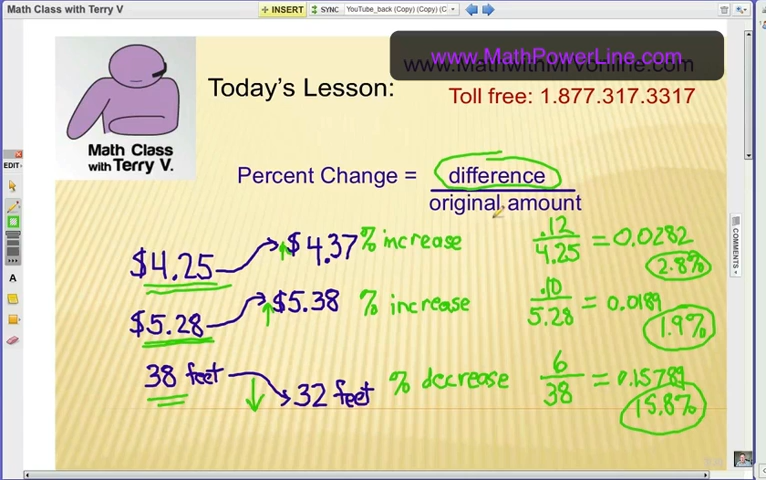 Math Class with Terry V
INSERT
SYNC
YouTube_back (Copy) (Copy) (C
www.MathPowerLine.com
Today's Lesson:
Toll free: 1.877.317.3317
Math Class
with Terry V.
EDIT
A
COMMENTS
Percent Change = difference
original amount
$4.25 $4.37 % increase .12 / 4.25 = 0.0282
2.8%
$5.28 $5.38 % increase .10 / 5.28 = 0.0189
1.9%
38 feet 32 feet % decrease 6 / 38 = 0.15789
15.8%